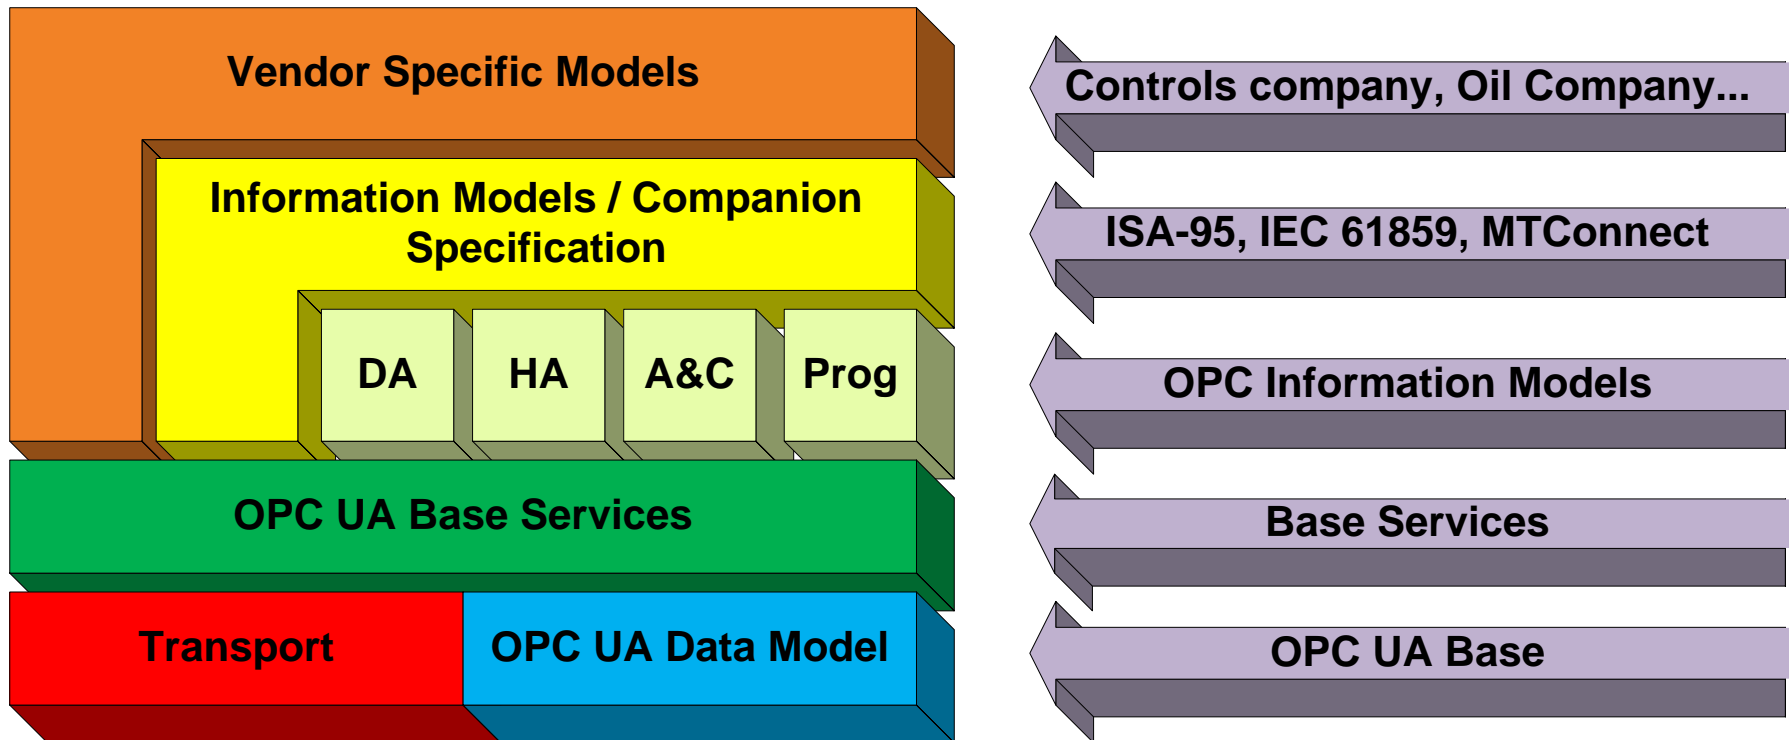 Vendor Specific Models
Controls company, Oil Company...
Information Models / Companion
Specification
ISA-95, IEC 61859, MTConnect
DA
HA
A&C
Prog
OPC Information Models
OPC UA Base Services
Base Services
Transport
OPC UA Data Model
OPC UA Base